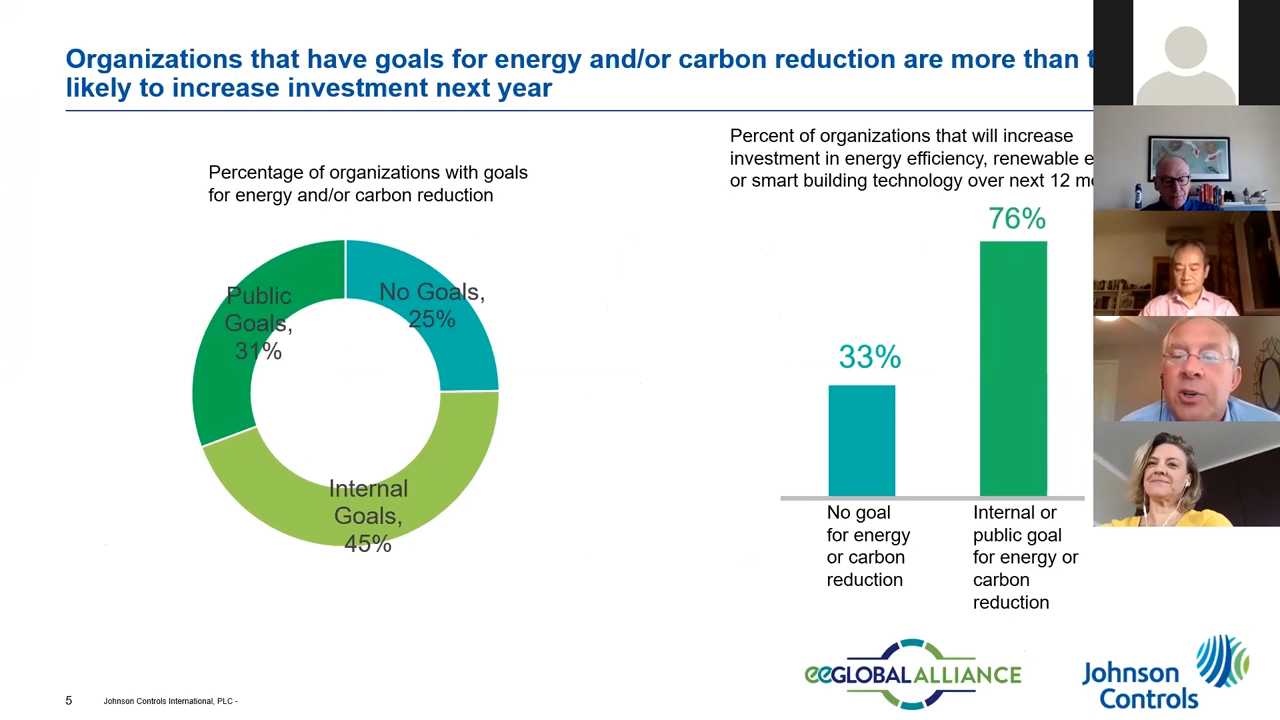 Organizations that have goals for energy and/or carbon reduction are more than
likely to increase investment next year
Percentage of organizations with goals
for energy and/or carbon reduction
Public
Goals,
31%
No Goals,
25%
Internal
Goals,
45%
Percent of organizations that will increase
investment in energy efficiency, renewable
or smart building technology over next 12
76%
33%
No goal
for energy
or carbon
reduction
Internal or
public goal
for energy or
carbon
reduction
eeGLOBALALLIANCE
Johnson
Controls
5
Johnson Controls International, PLC -